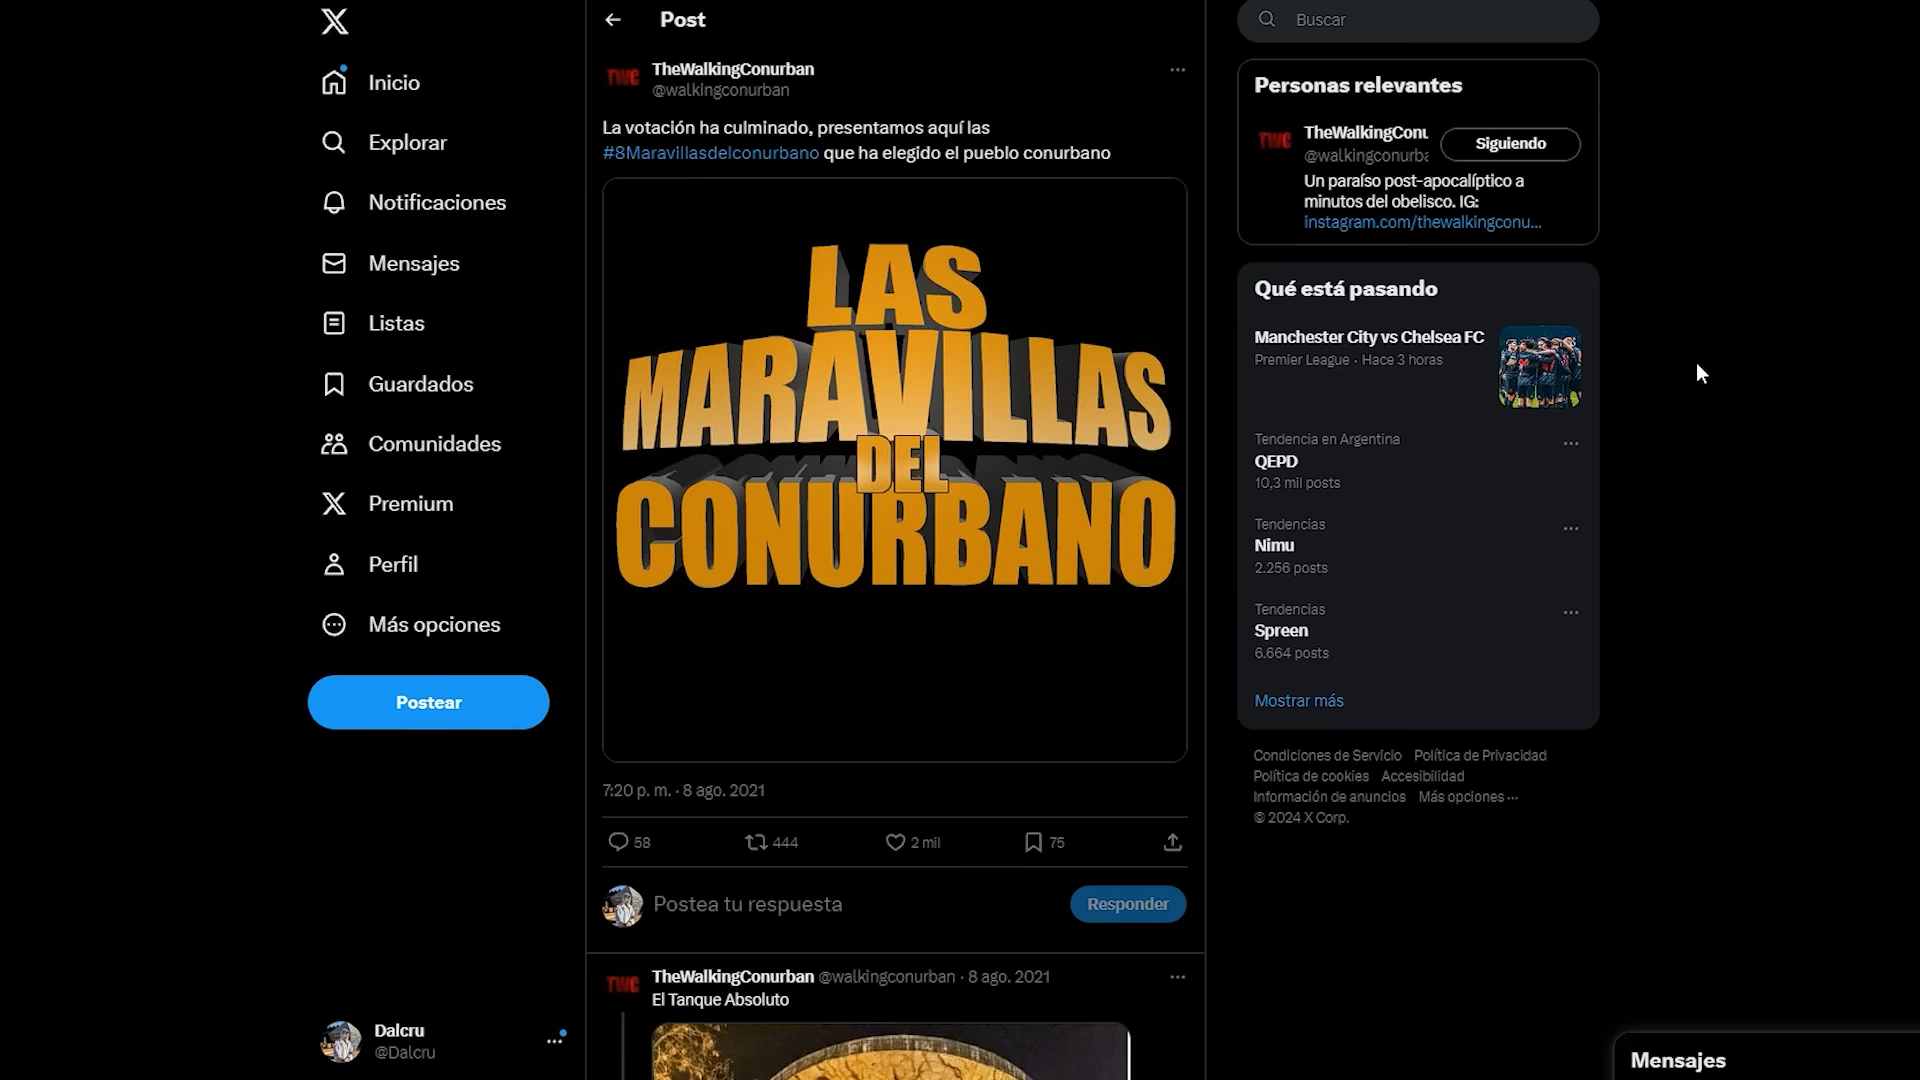 Inicio
Explorar
Notificaciones
Mensajes
Listas
Guardados
Comunidades
Premium
Perfil
Más opciones
Postear
Dalcru
@Dalcru
Post
TWC
TheWalkingConurban
@walkingconurban
La votación ha culminado, presentamos aquí las
#8Maravillasdelconurbano que ha elegido el pueblo conurbano
LAS
MARAVILLAS
DEL
CONURBANO
7:20 p. m. · 8 ago. 2021
58 444 2 mil 75
Postea tu respuesta
Responder
TWC
TheWalkingConurban @walkingconurban · 8 ago. 2021
El Tanque Absoluto
Buscar
Personas relevantes
TWC
TheWalkingConu
@walkingconurba
Siguiendo
Un paraíso post-apocalíptico a
minutos del obelisco. IG:
instagram.com/thewalkingconu...
Qué está pasando
Manchester City vs Chelsea FC
Premier League · Hace 3 horas
Tendencia en Argentina
QEPD
10,3 mil posts
Tendencias
Nimu
2.256 posts
Tendencias
Spreen
6.664 posts
Mostrar más
Condiciones de Servicio Política de Privacidad
Política de cookies Accesibilidad
Información de anuncios Más opciones ···
© 2024 X Corp.
Mensajes